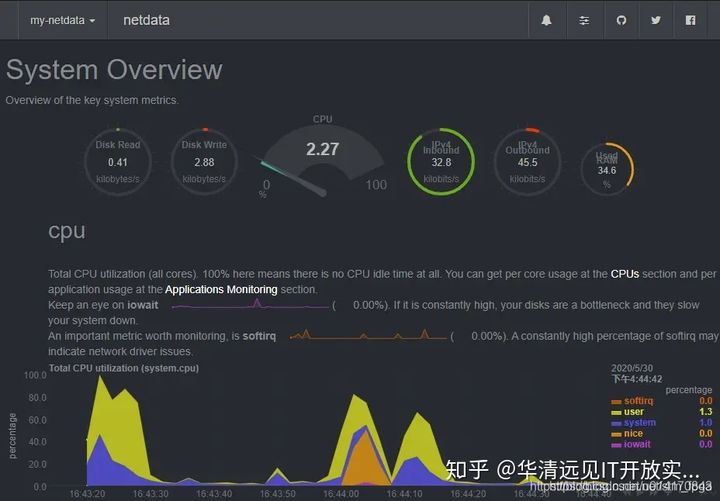 my-netdata
netdata
System Overview
Overview of the key system metrics.
CPU
Disk Read
0.41
kilobytes/s
Disk Write
2.88
kilobytes/s
2.27
0
100
%
IPv4
Inbound
32.8
kilobits/s
IPv4
Outbound
45.5
kilobits/s
Used
RAM
34.6
%
cpu
Total CPU utilization (all cores). 100% here means there is no CPU idle time at all. You can get per core usage at the CPUs section and per
application usage at the Applications Monitoring section.
Keep an eye on iowait ( 0.00%). If it is constantly high, your disks are a bottleneck and they slow
your system down.
An important metric worth monitoring, is softirq ( 0.00%). A constantly high percentage of softirq may
indicate network driver issues.
Total CPU utilization (system.cpu)
2020/5/30
下午4:44:42
percentage
softirq 0.0
user 1.3
system 1.0
nice 0.0
iowait 0.0
percentage
100.0
80.0
60.0
40.0
20.0
0.0
16:43:20
16:43:30
16:43:40
16:43:50
16:44:00
16:44:10
16:44:20
16:44:30
16:44:40
知乎 @华清远见IT开放实...